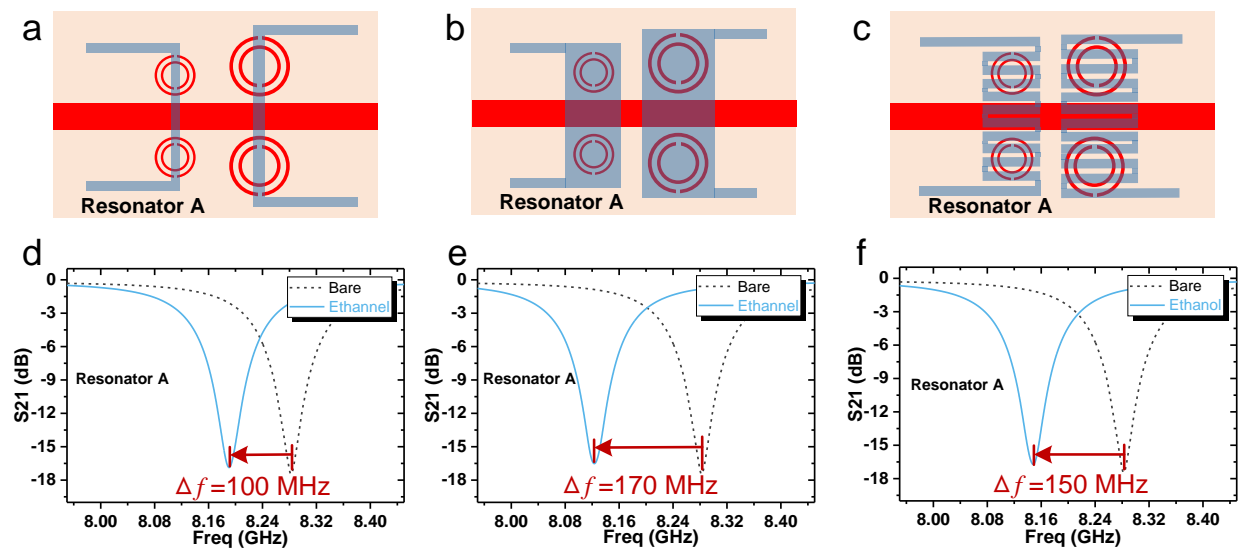 a
Resonator A
b
Resonator A
c
Resonator A
d
0
-3
-6
-9
-12
-15
-18
S21 (dB)
Bare
Ethannel
Resonator A
Δf=100 MHz
8.00 8.08 8.16 8.24 8.32 8.40
Freq (GHz)
e
0
-3
-6
-9
-12
-15
-18
S21 (dB)
Bare
Ethannel
Resonator A
Δf=170 MHz
8.00 8.08 8.16 8.24 8.32 8.40
Freq (GHz)
f
0
-3
-6
-9
-12
-15
-18
S21 (dB)
Bare
Ethanol
Resonator A
Δf=150 MHz
8.00 8.08 8.16 8.24 8.32 8.40
Freq (GHz)